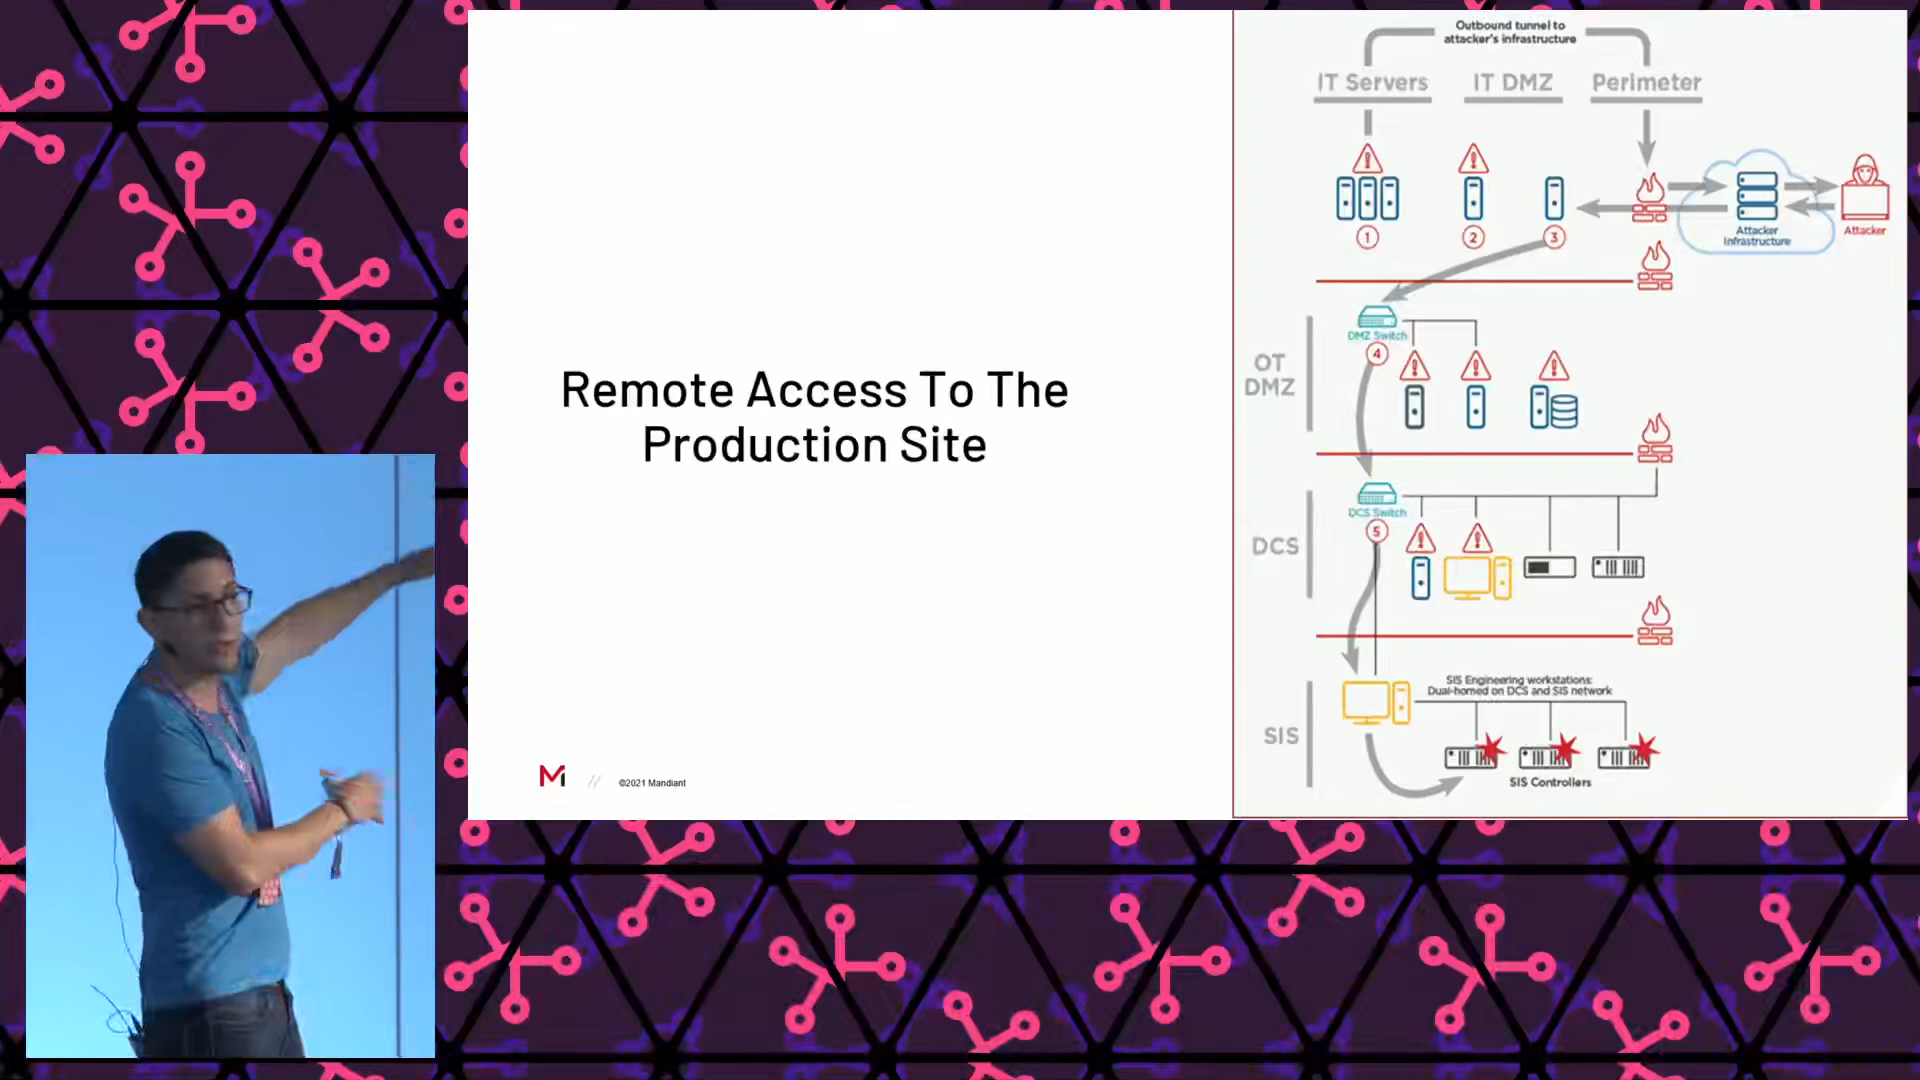 Remote Access To The
Production Site
M
//
©2021 Mandiant
Outbound tunnel to
attacker's infrastructure
IT Servers
IT DMZ
Perimeter
1
2
3
Attacker
Infrastructure
Attacker
OT
DMZ
DMZ Switch
4
DCS
DCS Switch
5
SIS
SIS Engineering workstations:
Dual-homed on DCS and SIS network
SIS Controllers